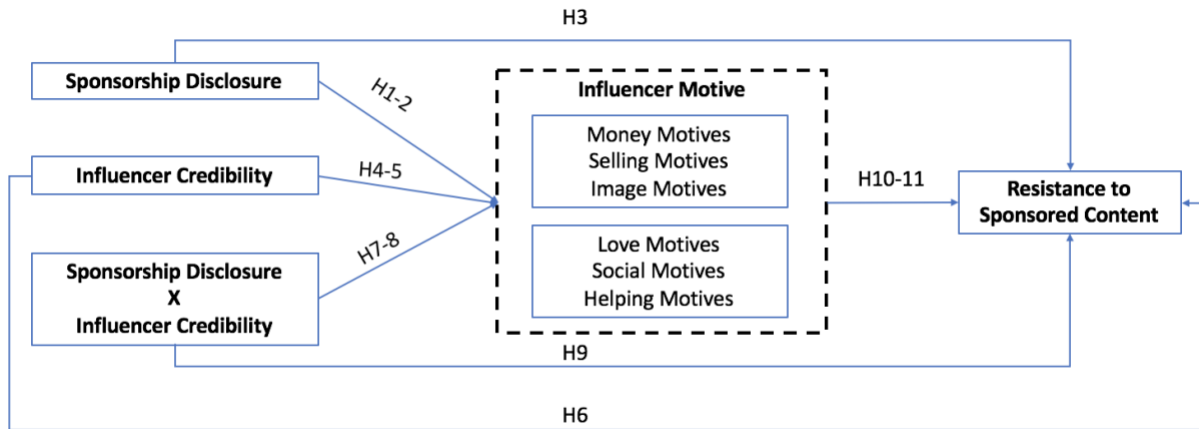 H3
Sponsorship Disclosure
H1-2
Influencer Credibility
H4-5
Sponsorship Disclosure
X
Influencer Credibility
H7-8
Influencer Motive
Money Motives
Selling Motives
Image Motives
Love Motives
Social Motives
Helping Motives
H10-11
Resistance to
Sponsored Content
H9
H6